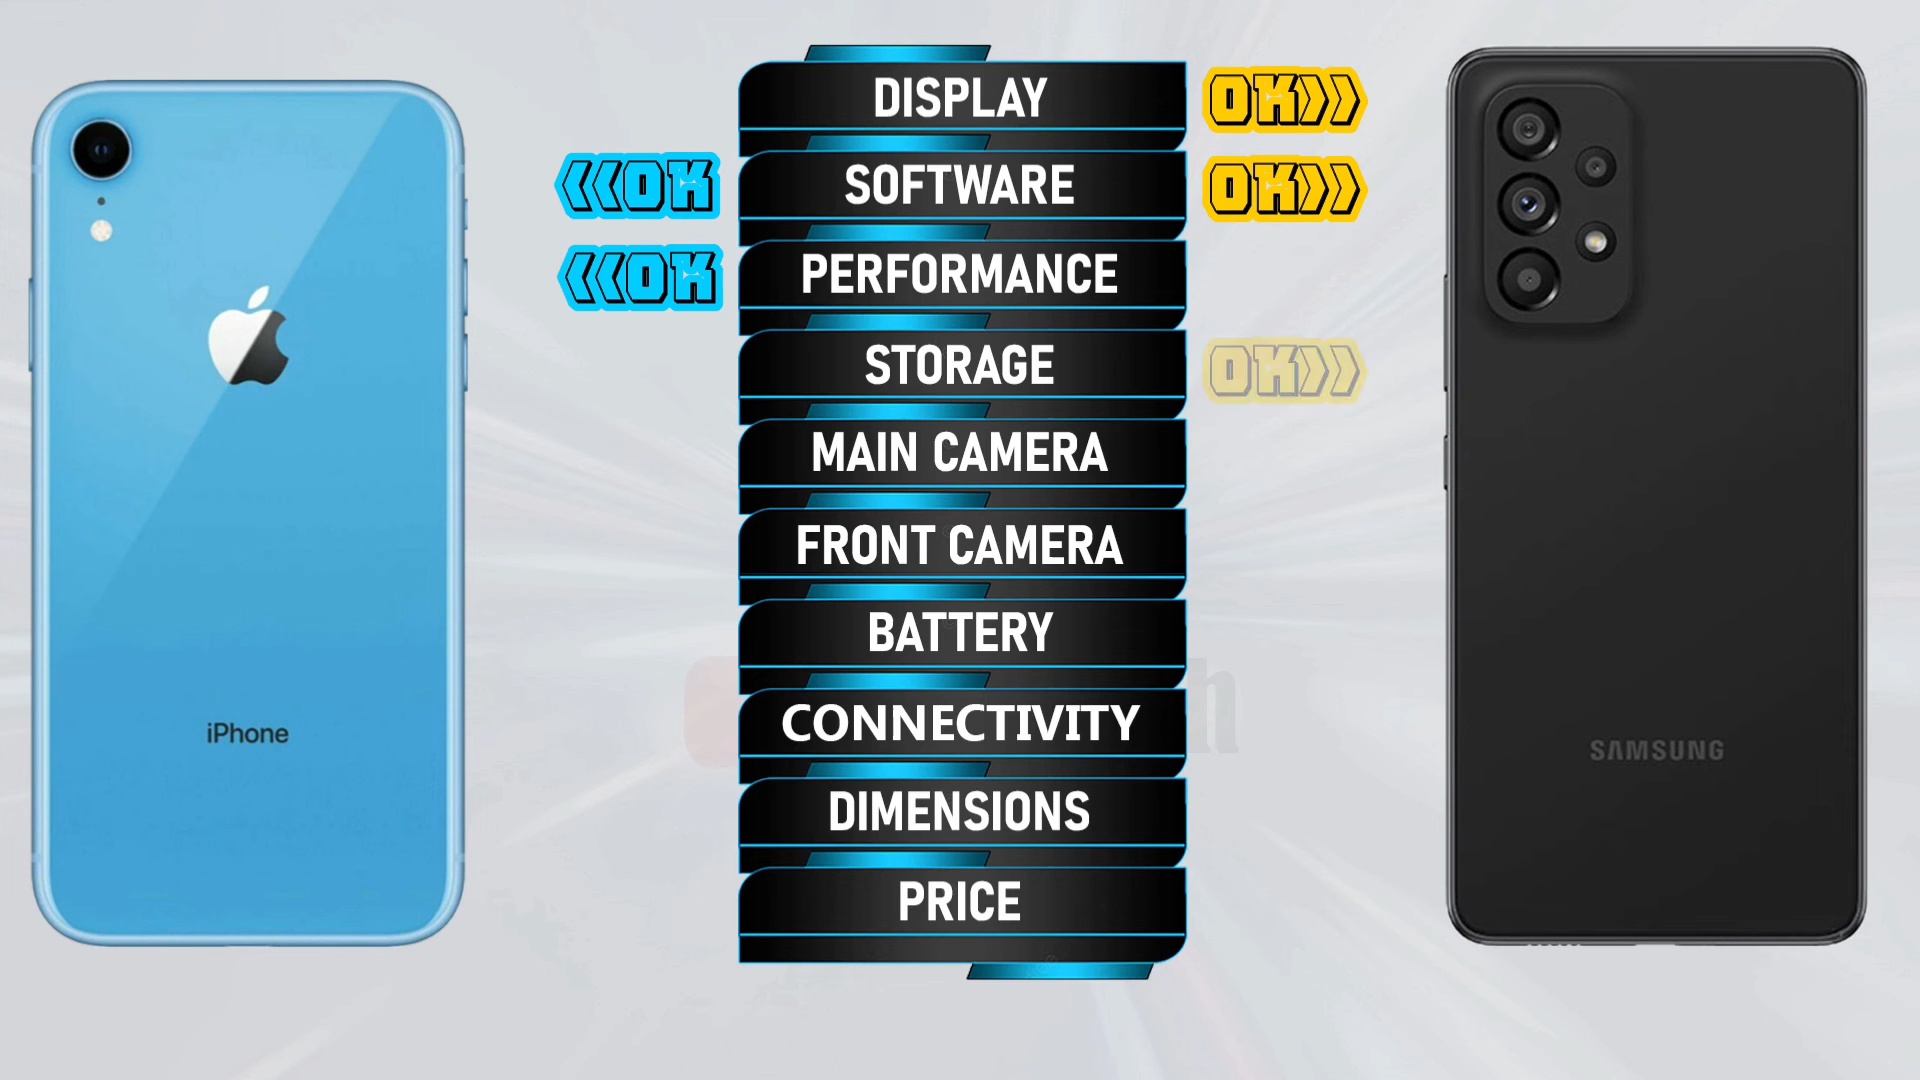 DISPLAY OK》
《OK SOFTWARE OK》
《OK PERFORMANCE
STORAGE OK》
MAIN CAMERA
FRONT CAMERA
BATTERY
CONNECTIVITY
DIMENSIONS
PRICE
iPhone
SAMSUNG